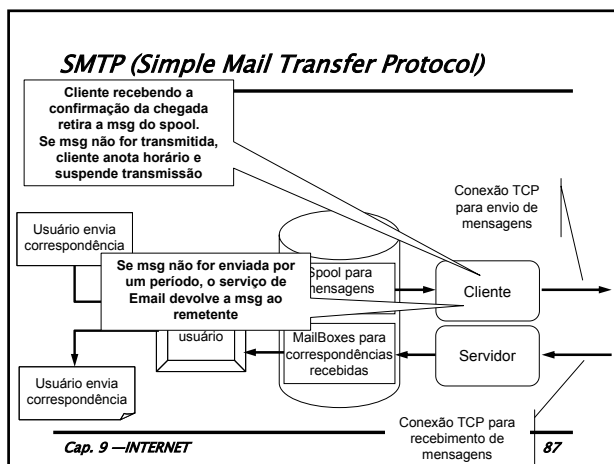 SMTP (Simple Mail Transfer Protocol)
Cliente recebendo a
confirmação da chegada
retira a msg do spool.
Se msg não for transmitida,
cliente anota horário e
suspende transmissão
Conexão TCP
para envio de
mensagens
Usuário envia
correspondência
Se msg não for enviada por
um período, o serviço de
Email devolve a msg ao
remetente
Spool para
mensagens
Cliente
usuário
MailBoxes para
correspondências
recebidas
Servidor
Usuário envia
correspondência
Conexão TCP para
recebimento de
mensagens
Cap. 9 —INTERNET
87